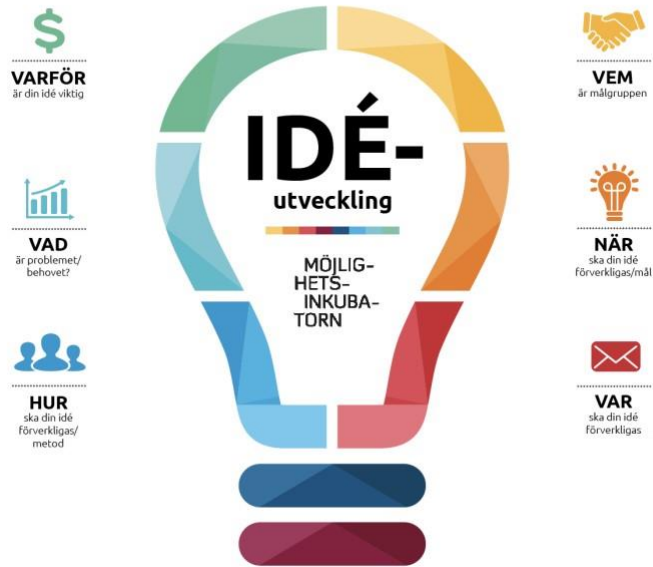 VARFÖR
är din idé viktig
VAD
är problemet/
behovet?
HUR
ska din idé
förverkligas/
metod
IDÉ-
utveckling
MÖJLIG-
HETS-
INKUBA-
TORN
VEM
är målgruppen
NÄR
ska din idé
förverkligas/mål
VAR
ska din idé
förverkligas